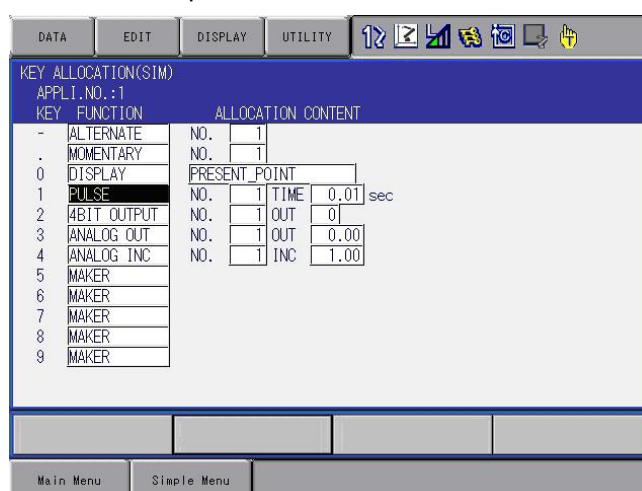 DATA EDIT DISPLAY UTILITY
KEY ALLOCATION(SIM)
APPLI.NO.:1
KEY FUNCTION ALLOCATION CONTENT
- ALTERNATE NO. 1
. MOMENTARY NO. 1
0 DISPLAY PRESENT_POINT
1 PULSE NO. 1 TIME 0.01 sec
2 4BIT OUTPUT NO. 1 OUT 0
3 ANALOG OUT NO. 1 OUT 0.00
4 ANALOG INC NO. 1 INC 1.00
5 MAKER
6 MAKER
7 MAKER
8 MAKER
9 MAKER
Main Menu Simple Menu